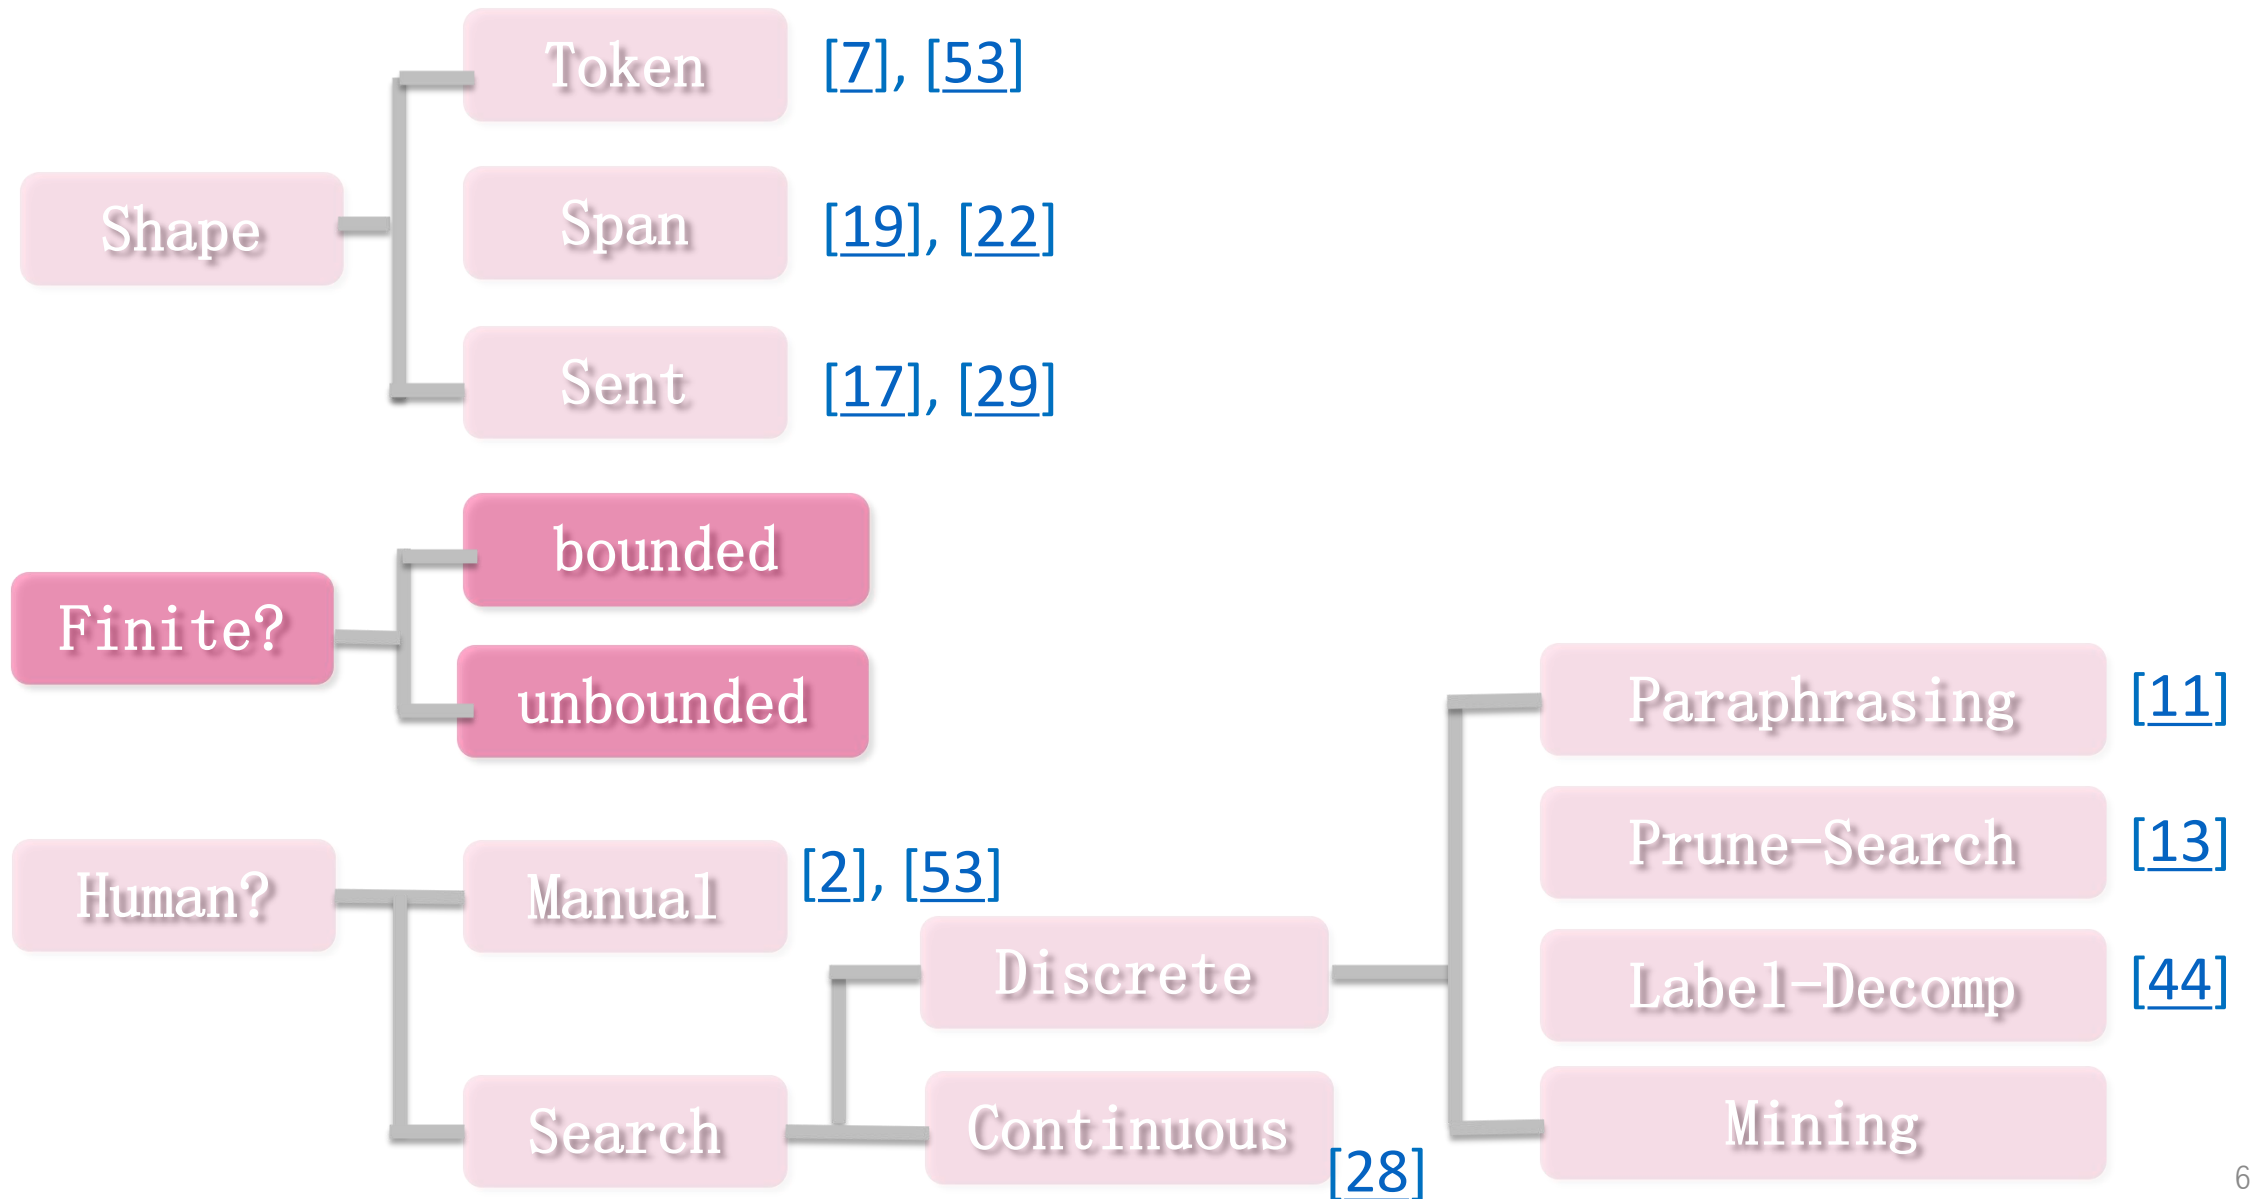 Token [7], [53]
Shape
Span [19], [22]
Sent [17], [29]
bounded
Finite?
unbounded
Paraphrasing [11]
Prune-Search [13]
Human?
Manual [2], [53]
Discrete
Label-Decomp [44]
Search
Continuous [28]
Mining
6